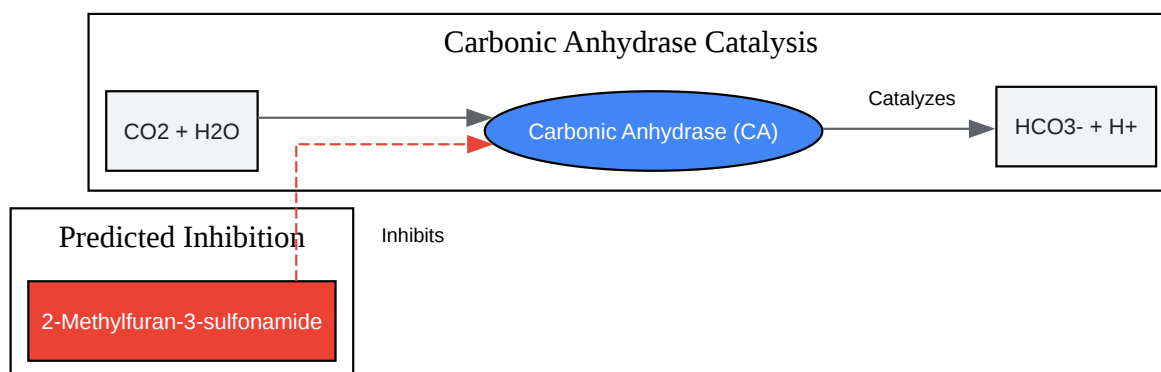 Carbonic Anhydrase Catalysis
CO2 + H2O
Carbonic Anhydrase (CA)
Catalyzes
HCO3- + H+
Predicted Inhibition
Inhibits
2-Methylfuran-3-sulfonamide